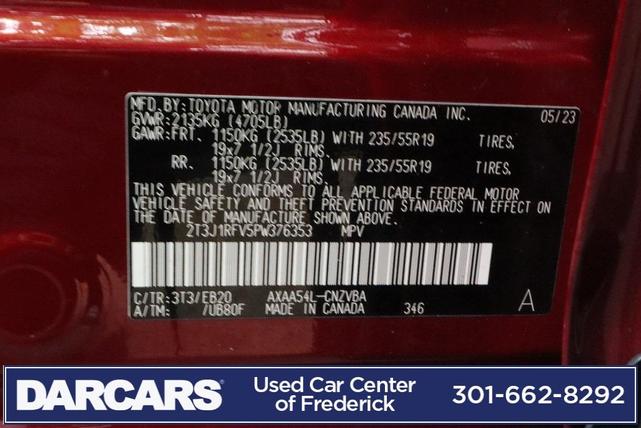 MFD. BY: TOYOTA MOTOR MANUFACTURING CANADA INC. 05/23
GVWR: 2135KG (4705LB)
GAWR: FRT. 1150KG (2535LB) WITH 235/55R19 TIRES,
19x7 1/2J RIMS.
RR. 1150KG (2535LB) WITH 235/55R19 TIRES,
19x7 1/2J RIMS.
THIS VEHICLE CONFORMS TO ALL APPLICABLE FEDERAL MOTOR
VEHICLE SAFETY AND THEFT PREVENTION STANDARDS IN EFFECT ON
THE DATE OF MANUFACTURE SHOWN ABOVE.
2T3J1RFV5PW376353 MPV
C/TR: 3T3/EB20 AXAA54L-CNZVBA
A/TM: /UB80F MADE IN CANADA 346 A
DARCARS® Used Car Center of Frederick 301-662-8292